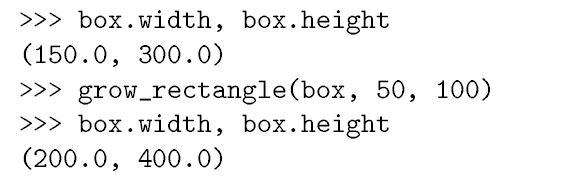 >>> box.width, box.height
(150.0, 300.0)
>>> grow_rectangle(box, 50, 100)
>>> box.width, box.height
(200.0, 400.0)